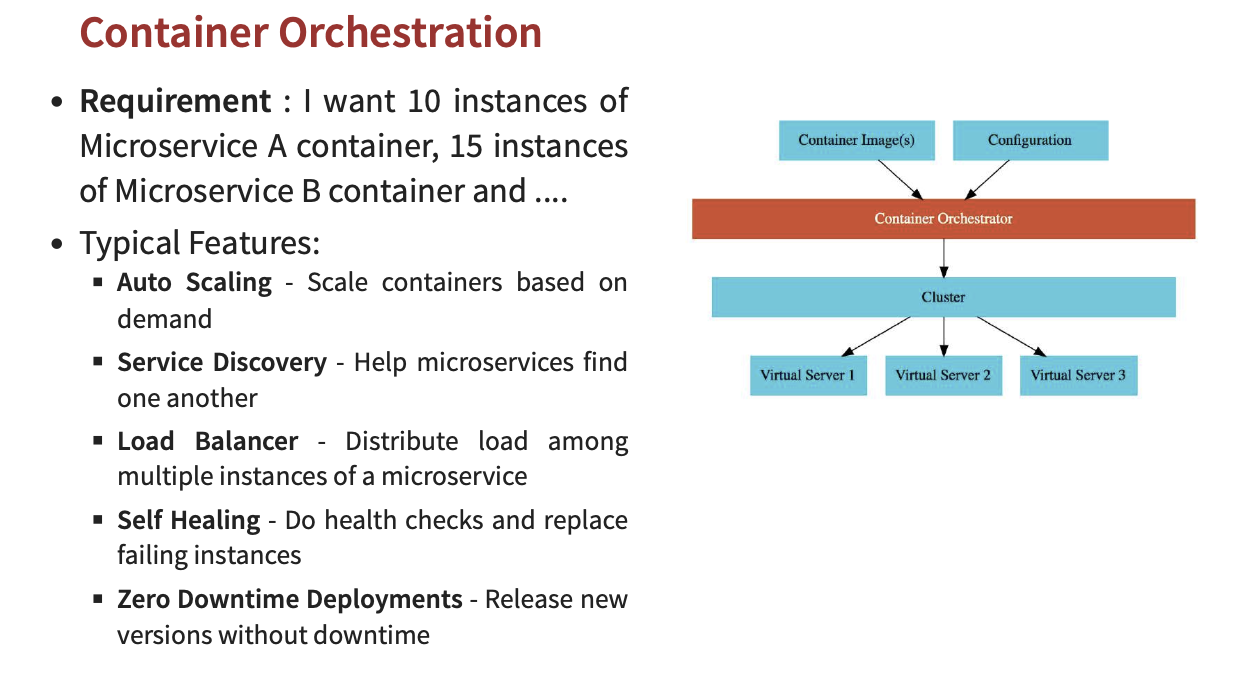 Container Orchestration
• Requirement : I want 10 instances of
Microservice A container, 15 instances
of Microservice B container and ....
• Typical Features:
▪ Auto Scaling - Scale containers based on
demand
▪ Service Discovery - Help microservices find
one another
▪ Load Balancer - Distribute load among
multiple instances of a microservice
▪ Self Healing - Do health checks and replace
failing instances
▪ Zero Downtime Deployments - Release new
versions without downtime
Container Image(s)
Configuration
Container Orchestrator
Cluster
Virtual Server 1
Virtual Server 2
Virtual Server 3